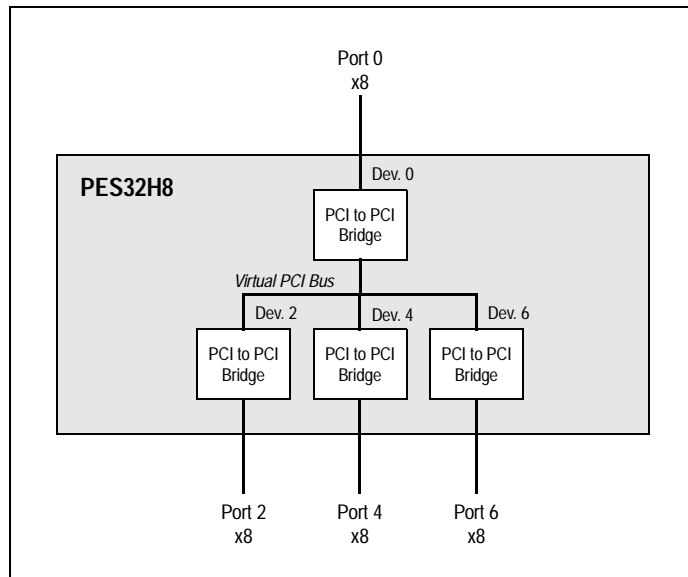 Port 0
x8
PES32H8
Dev. 0
PCI to PCI
Bridge
Virtual PCI Bus
Dev. 2
Dev. 4
Dev. 6
PCI to PCI
Bridge
PCI to PCI
Bridge
PCI to PCI
Bridge
Port 2
x8
Port 4
x8
Port 6
x8